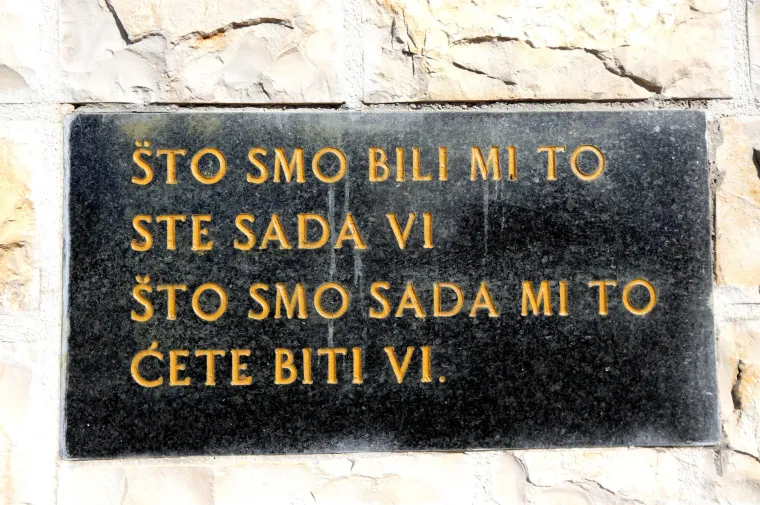 ŠTO SMO BILI MI TO
STE SADA VI
ŠTO SMO SADA MI TO
ĆETE BITI VI.